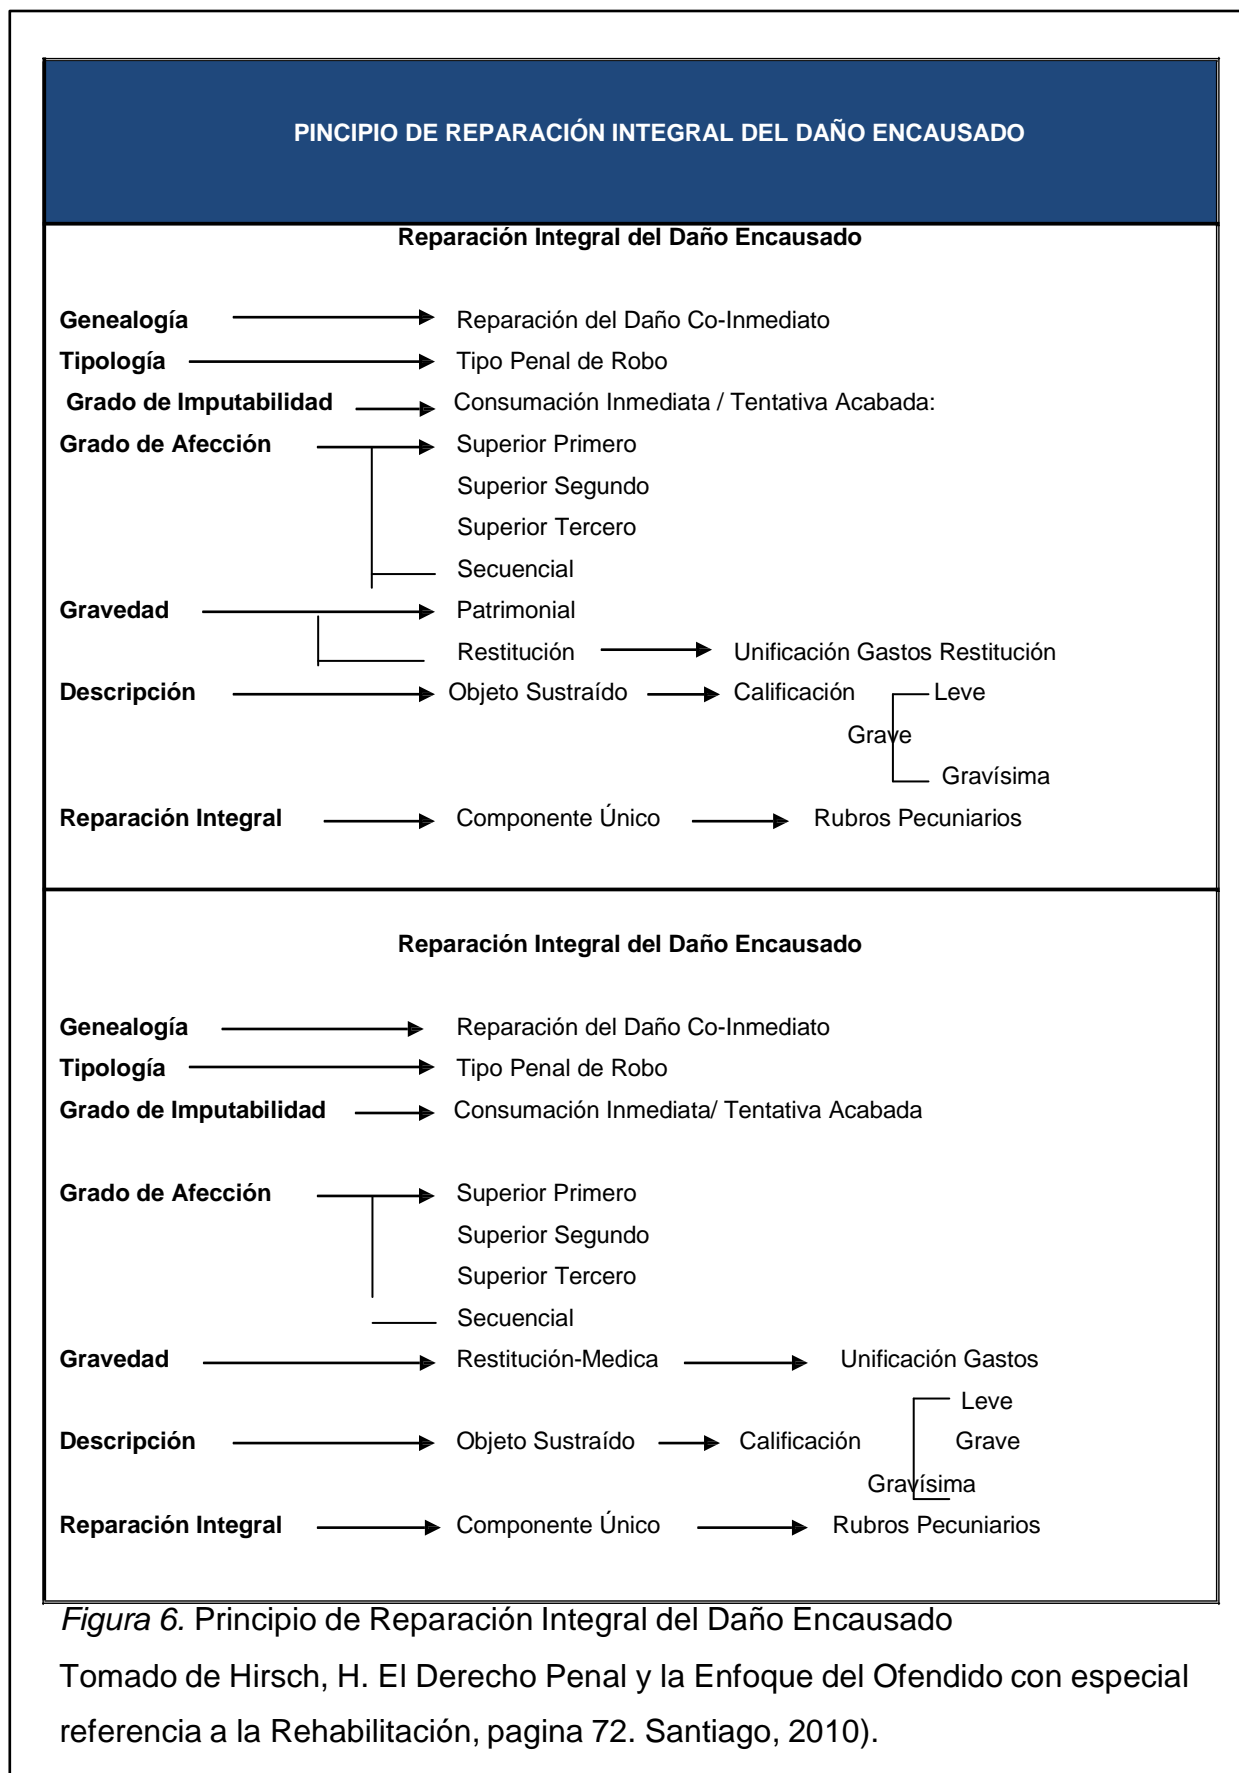 PINCIPIO DE REPARACIÓN INTEGRAL DEL DAÑO ENCAUSADO
Reparación Integral del Daño Encausado
Genealogía Reparación del Daño Co-Inmediato
Tipología Tipo Penal de Robo
Grado de Imputabilidad Consumación Inmediata / Tentativa Acabada:
Grado de Afección Superior Primero
Superior Segundo
Superior Tercero
Secuencial
Gravedad Patrimonial
Restitución Unificación Gastos Restitución
Descripción Objeto Sustraído Calificación Leve
Grave
Gravísima
Reparación Integral Componente Único Rubros Pecuniarios
Reparación Integral del Daño Encausado
Genealogía Reparación del Daño Co-Inmediato
Tipología Tipo Penal de Robo
Grado de Imputabilidad Consumación Inmediata/ Tentativa Acabada
Grado de Afección Superior Primero
Superior Segundo
Superior Tercero
Secuencial
Gravedad Restitución-Medica Unificación Gastos
Leve
Descripción Objeto Sustraído Calificación Grave
Gravísima
Reparación Integral Componente Único Rubros Pecuniarios
Figura 6. Principio de Reparación Integral del Daño Encausado
Tomado de Hirsch, H. El Derecho Penal y la Enfoque del Ofendido con especial
referencia a la Rehabilitación, pagina 72. Santiago, 2010).